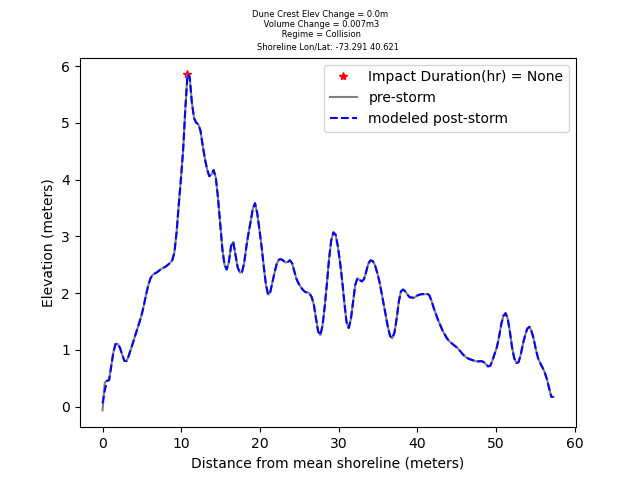 Dune Crest Elev Change = 0.0m
Volume Change = 0.007m3
Regime = Collision
Shoreline Lon/Lat: -73.291 40.621
Impact Duration(hr) = None
pre-storm
modeled post-storm
Elevation (meters)
6
5
4
3
2
1
0
0 10 20 30 40 50 60
Distance from mean shoreline (meters)